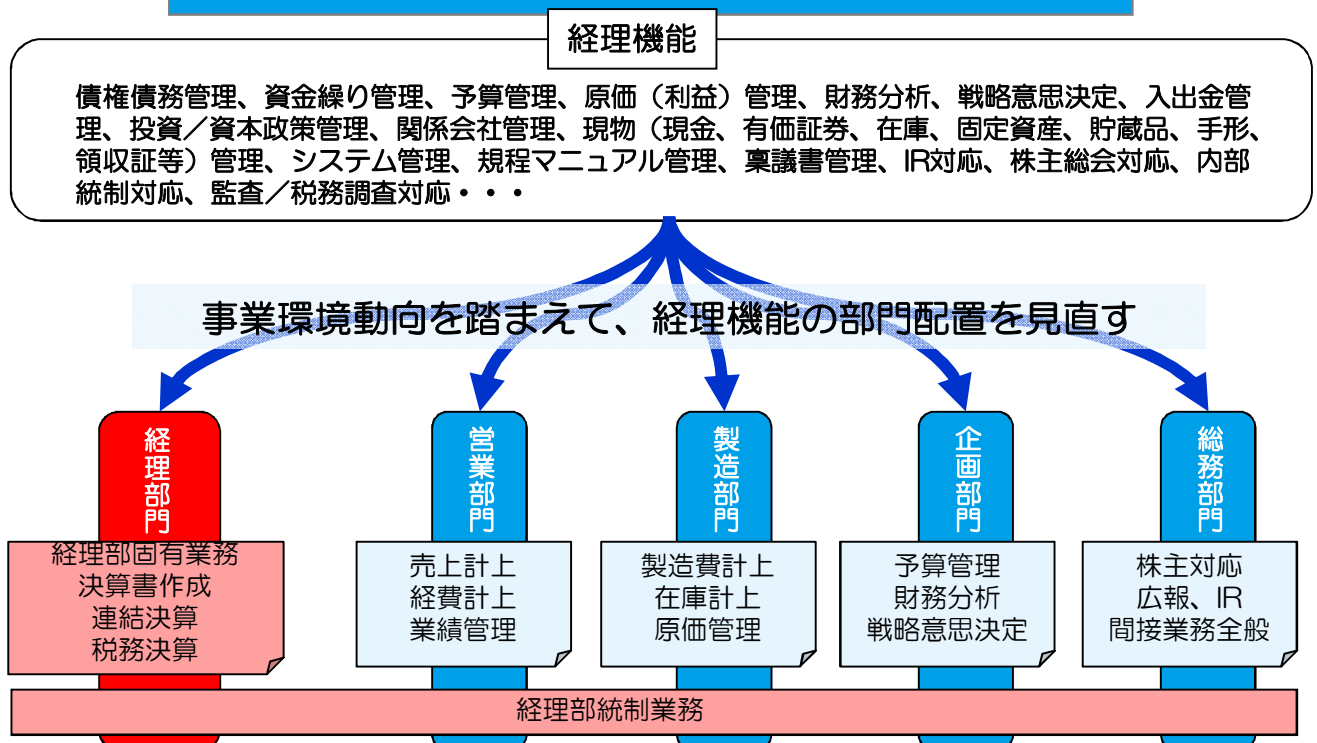 経理機能
債権債務管理、資金繰り管理、予算管理、原価（利益）管理、財務分析、戦略意思決定、入出金管
理、投資／資本政策管理、関係会社管理、現物（現金、有価証券、在庫、固定資産、貯蔵品、手形、
領収証等）管理、システム管理、規程マニュアル管理、稟議書管理、IR対応、株主総会対応、内部
統制対応、監査／税務調査対応・・・
事業環境動向を踏まえて、経理機能の部門配置を見直す
経理部門
経理部固有業務
決算書作成
連結決算
税務決算
営業部門
売上計上
経費計上
業績管理
製造部門
製造費計上
在庫計上
原価管理
企画部門
予算管理
財務分析
戦略意思決定
総務部門
株主対応
広報、IR
間接業務全般
経理部統制業務